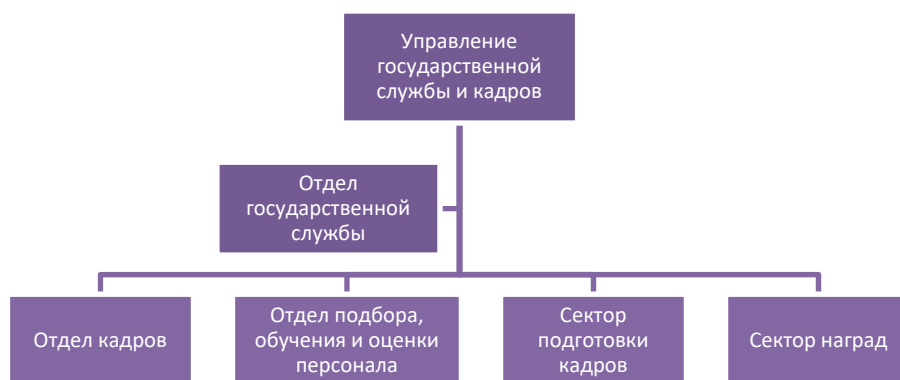 Управление
государственной
службы и кадров
Отдел
государственной
службы
Отдел кадров
Отдел подбора,
обучения и оценки
персонала
Сектор
подготовки
кадров
Сектор наград